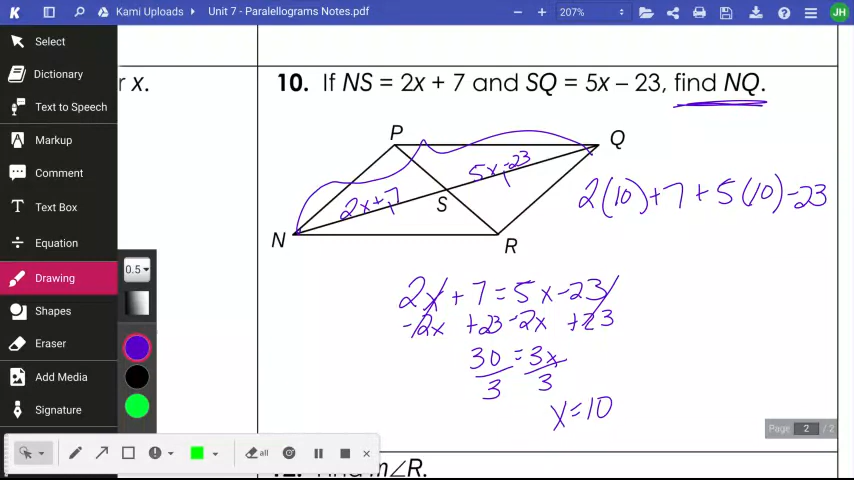 Kami Uploads ▸ Unit 7 - Paralellograms Notes.pdf 207% JH
Select
Dictionary
Text to Speech
Markup
Comment
Text Box
Equation
Drawing
Shapes
Eraser
Add Media
Signature
0.5
r x.
10. If NS = 2x + 7 and SQ = 5x – 23, find NQ.
P
Q
5x-23
2x+7
S
N
R
2(10)+7+5(10)-23
2x+7=5x-23
-2x +23 -2x +23
30=3x
3 3
x=10
Page 2 / 2
all
m∠R.